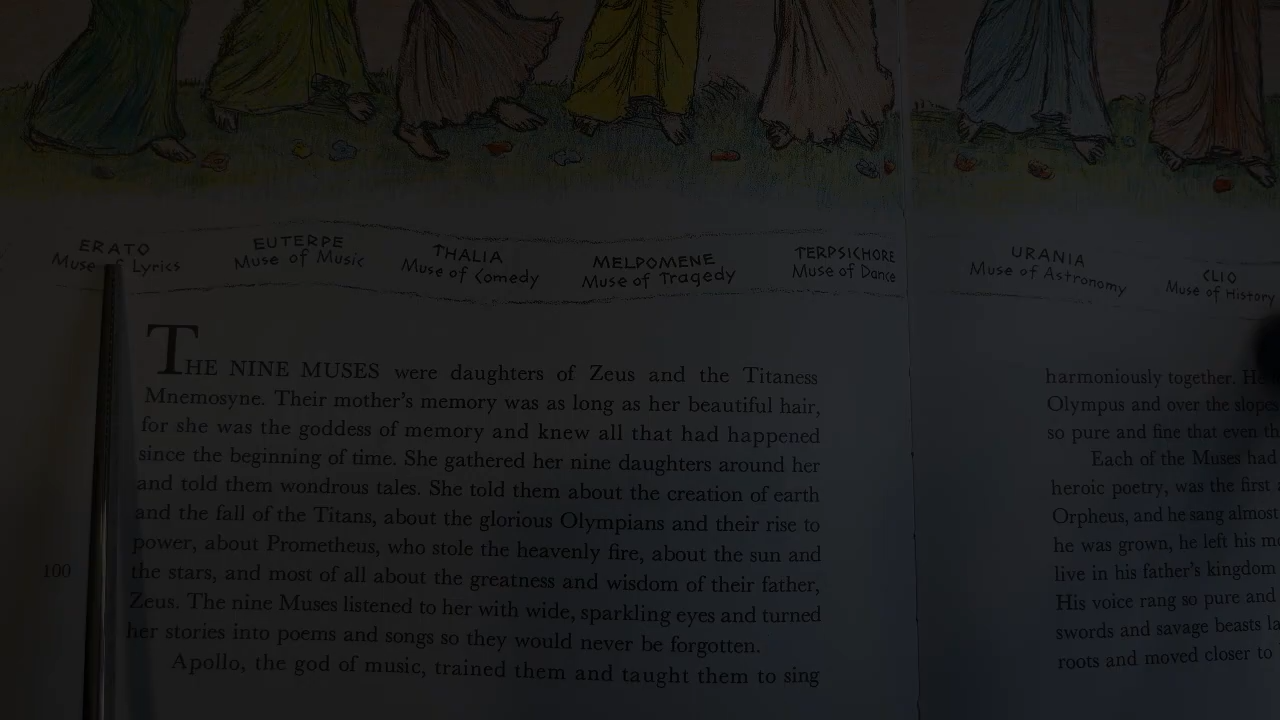 ERATO
Muse of Lyrics
EUTERPE
Muse of Music
THALIA
Muse of Comedy
MELPOMENE
Muse of Tragedy
TERPSICHORE
Muse of Dance
URANIA
Muse of Astronomy
CLIO
Muse of History
THE NINE MUSES were daughters of Zeus and the Titaness
Mnemosyne. Their mother's memory was as long as her beautiful hair,
for she was the goddess of memory and knew all that had happened
since the beginning of time. She gathered her nine daughters around her
and told them wondrous tales. She told them about the creation of earth
and the fall of the Titans, about the glorious Olympians and their rise to
power, about Prometheus, who stole the heavenly fire, about the sun and
the stars, and most of all about the greatness and wisdom of their father,
Zeus. The nine Muses listened to her with wide, sparkling eyes and turned
her stories into poems and songs so they would never be forgotten.
Apollo, the god of music, trained them and taught them to sing
100
harmoniously together.
Olympus and over the
so pure and fine that even
Each of the Muses had
heroic poetry, was the first
Orpheus, and he sang almost
he was grown, he left his
live in his father's kingdom
His voice rang so pure and
swords and savage beasts
roots and moved closer to